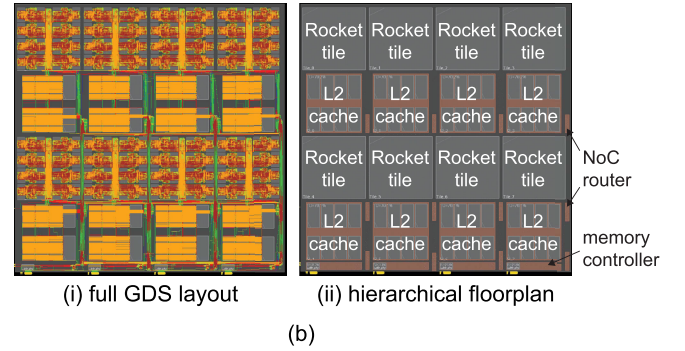 Rocket Rocket Rocket Rocket
tile tile tile tile
L2 L2 L2 L2
cache cache cache cache
NoC
router
Rocket Rocket Rocket Rocket
tile tile tile tile
L2 L2 L2 L2
cache cache cache cache
memory
controller
(i) full GDS layout (ii) hierarchical floorplan
(b)